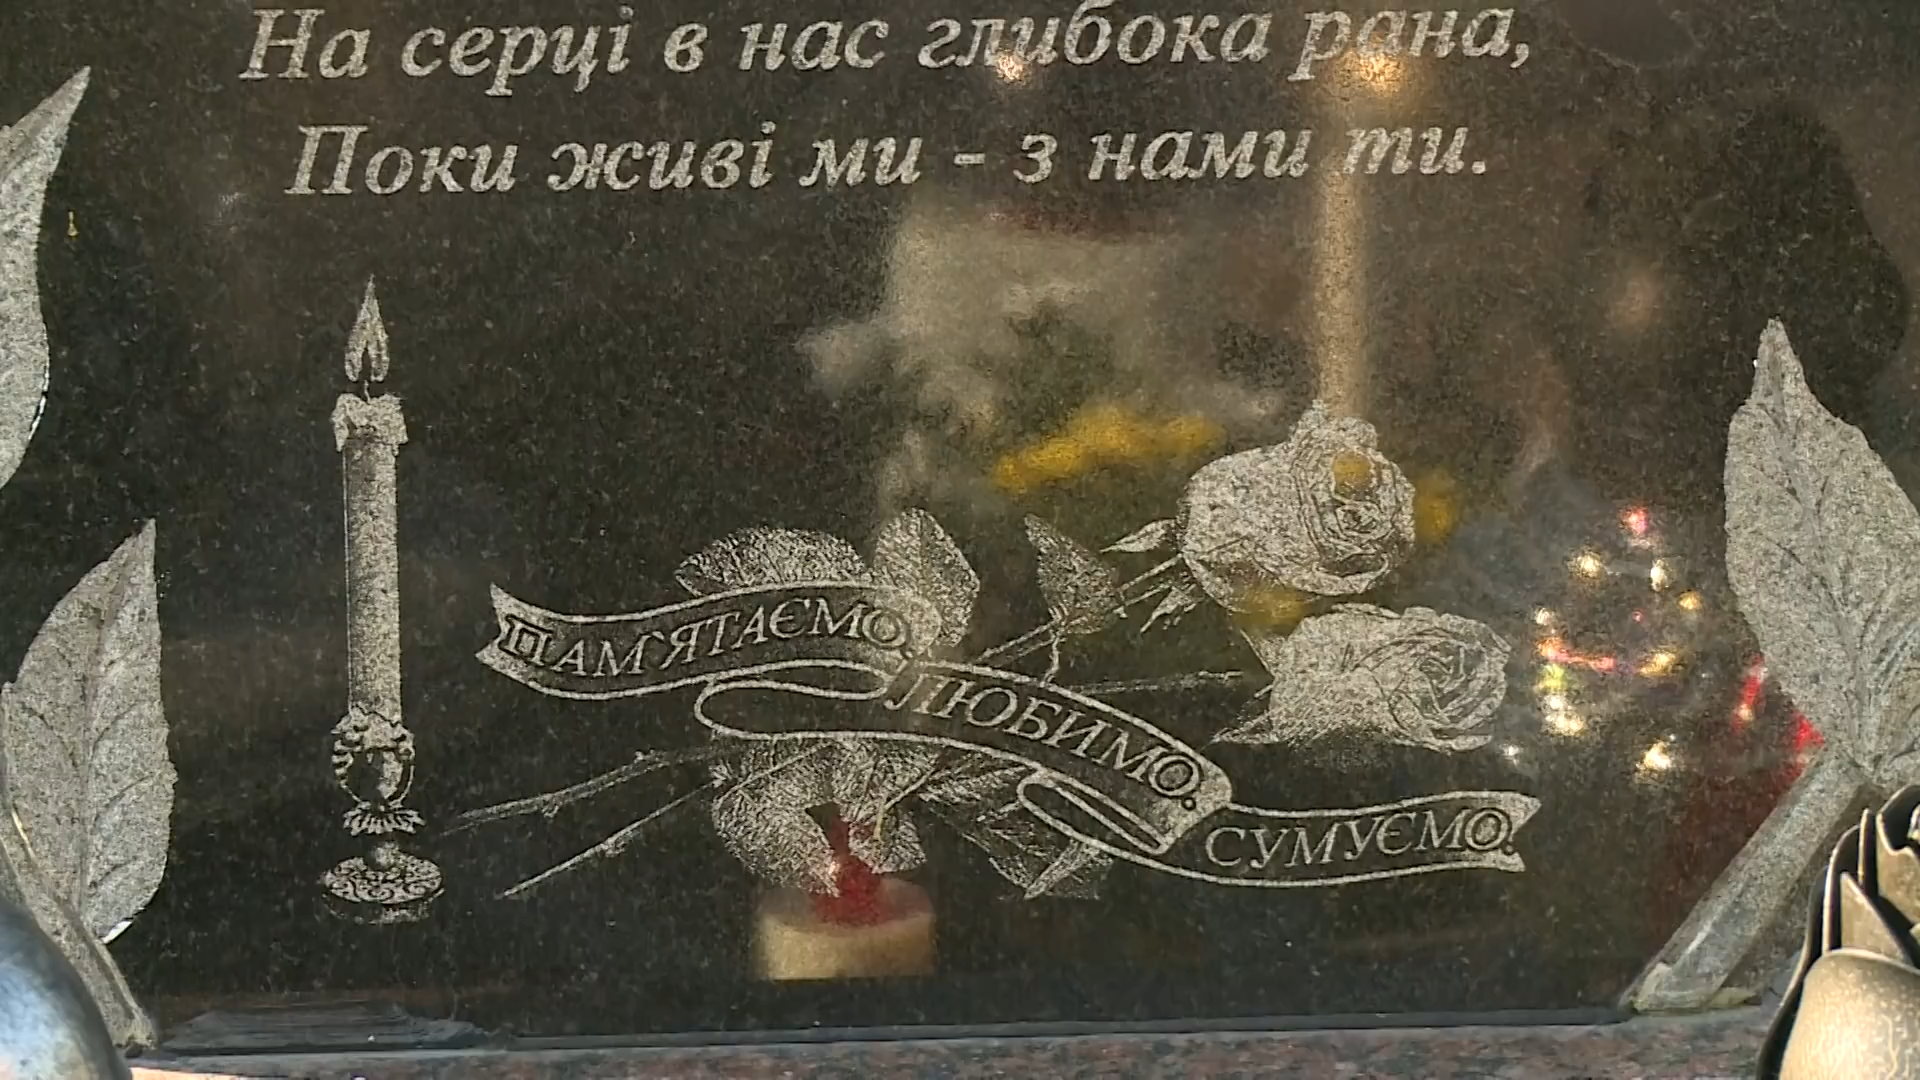 На серці в нас глибока рана,
Поки живі ми - з нами ти.
ПАМ'ЯТАЄМО.
ЛЮБИМО.
СУМУЄМО.